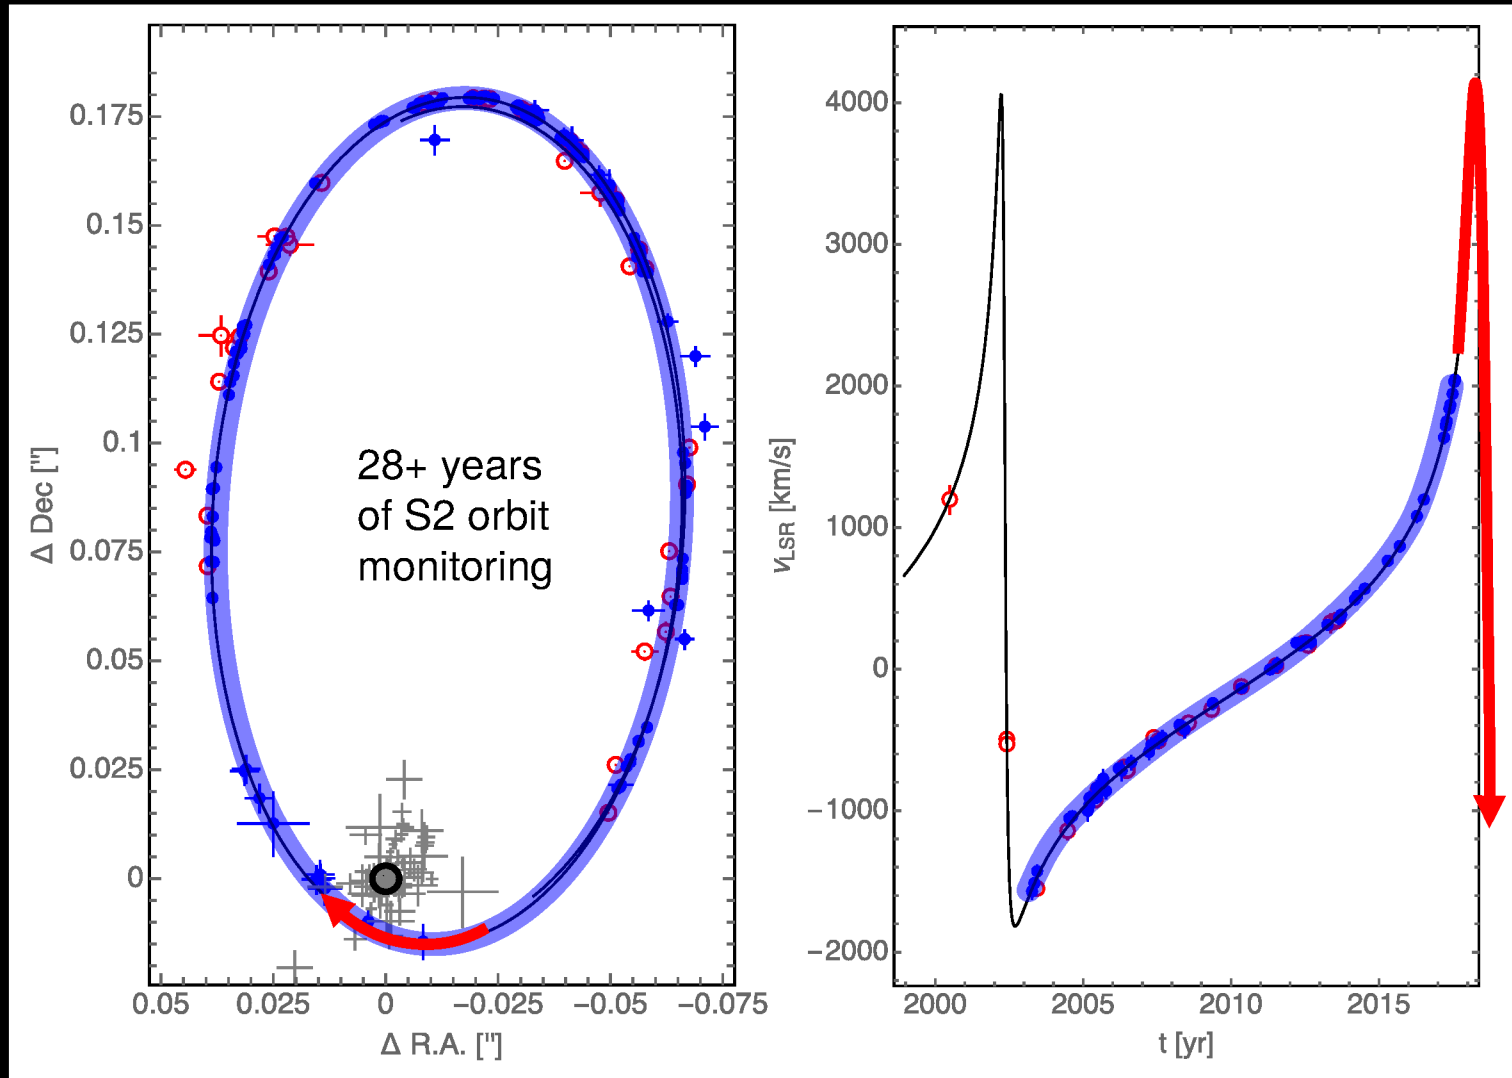 0.175
0.15
0.125
0.1
0.075
0.05
0.025
0
Δ Dec ["]
28+ years
of S2 orbit
monitoring
0.05 0.025 0 −0.025 −0.05 −0.075
Δ R.A. ["]
4000
3000
2000
1000
0
−1000
−2000
vLSR [km/s]
2000 2005 2010 2015
t [yr]